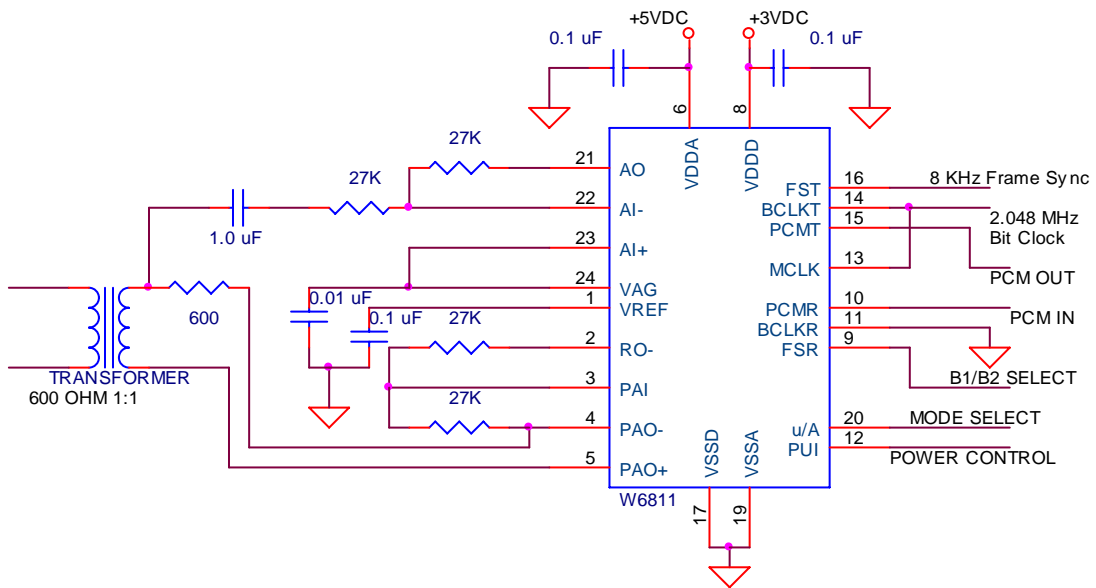 +5VDC
+3VDC
0.1 uF
0.1 uF
6
8
VDDA
VDDD
27K
21
AO
27K
22
AI-
1.0 uF
23
AI+
24
VAG
0.01 uF
1
VREF
0.1 uF
600
27K
2
RO-
3
PAI
27K
4
PAO-
5
PAO+
TRANSFORMER
600 OHM 1:1
W6811
VSSD
VSSA
17
19
FST
16
8 KHz Frame Sync
BCLKT
14
2.048 MHz
Bit Clock
PCMT
15
MCLK
13
PCM OUT
PCMR
10
PCM IN
BCLKR
11
FSR
9
B1/B2 SELECT
u/A
20
MODE SELECT
PUI
12
POWER CONTROL